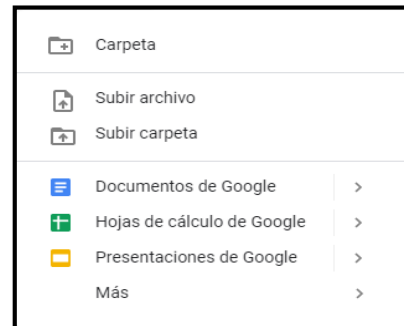 Carpeta
Subir archivo
Subir carpeta
Documentos de Google
Hojas de cálculo de Google
Presentaciones de Google
Más